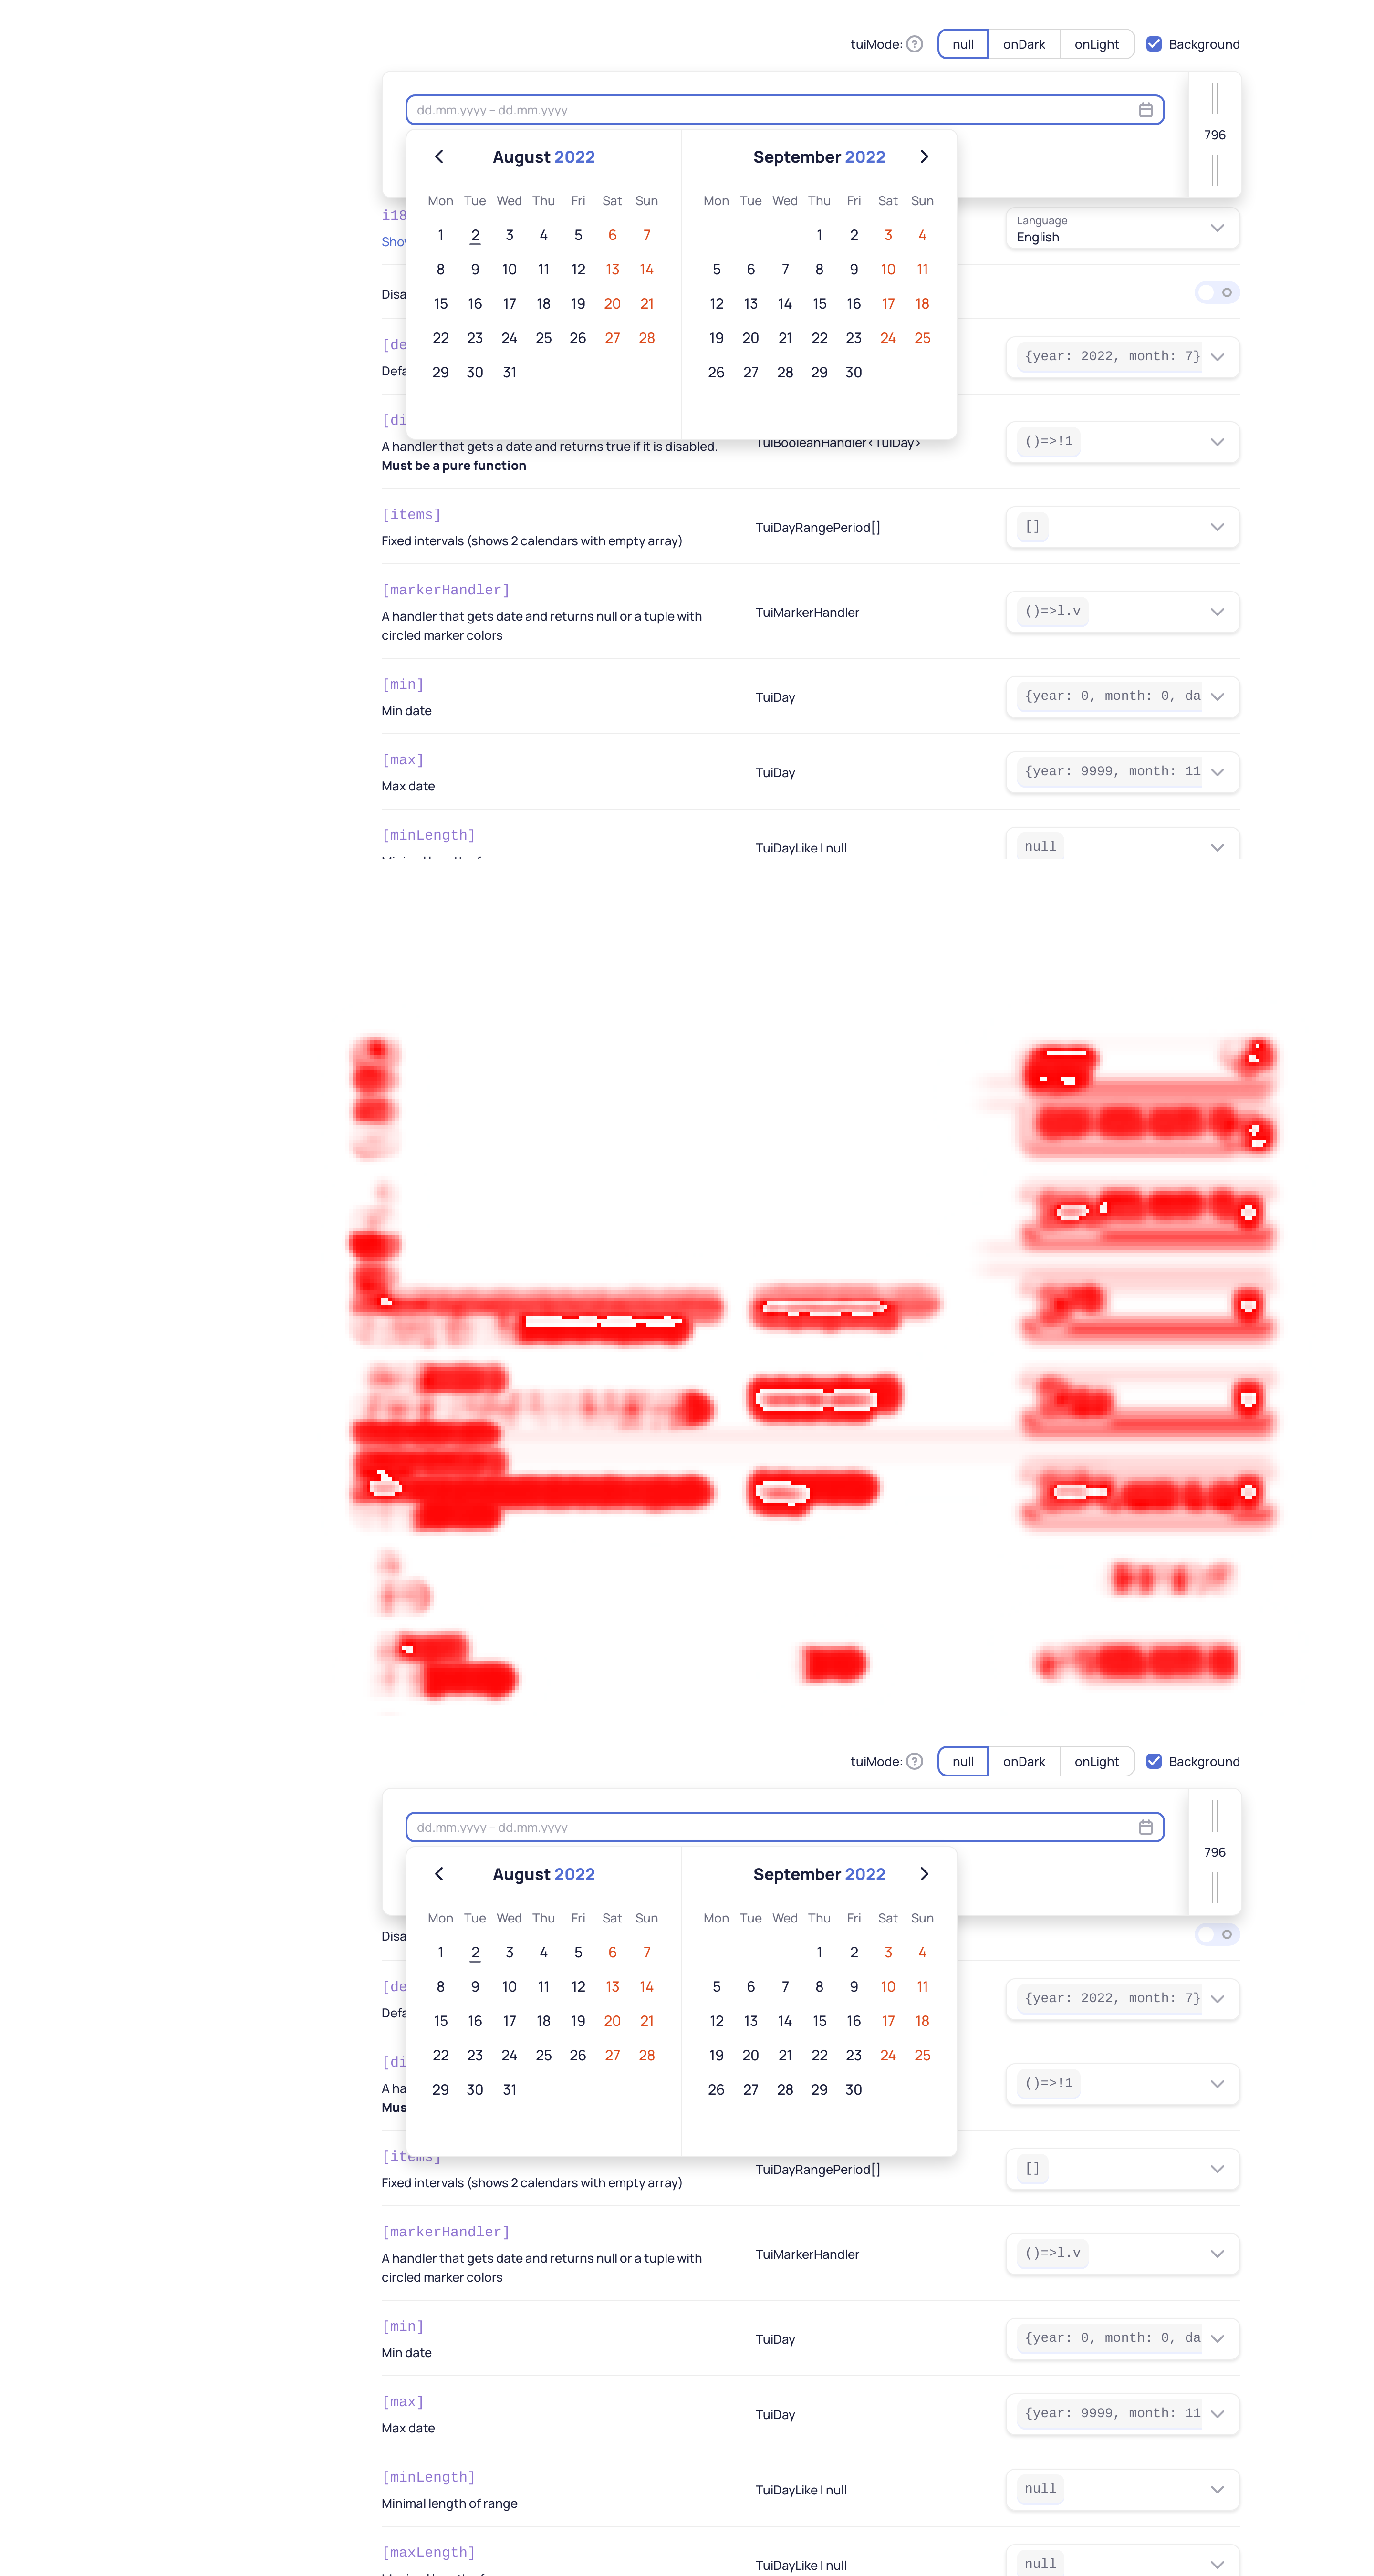 tuiMode: ? null onDark onLight Background
dd.mm.yyyy – dd.mm.yyyy
796
August 2022 September 2022
Mon Tue Wed Thu Fri Sat Sun Mon Tue Wed Thu Fri Sat Sun
i18
Language
English
1 2 3 4 5 6 7 1 2 3 4
Sho
8 9 10 11 12 13 14 5 6 7 8 9 10 11
Disa
15 16 17 18 19 20 21 12 13 14 15 16 17 18
22 23 24 25 26 27 28 19 20 21 22 23 24 25
[de
{year: 2022, month: 7}
Defa
29 30 31 26 27 28 29 30
[di
()=>!1
A handler that gets a date and returns true if it is disabled. TuiBooleanHandler<TuiDay>
Must be a pure function
[items]
Fixed intervals (shows 2 calendars with empty array) TuiDayRangePeriod[] []
[markerHandler]
A handler that gets date and returns null or a tuple with TuiMarkerHandler ()=>l.v
circled marker colors
[min]
Min date TuiDay {year: 0, month: 0, da
[max]
Max date TuiDay {year: 9999, month: 11
[minLength]
TuiDayLike | null null
tuiMode: ? null onDark onLight Background
dd.mm.yyyy – dd.mm.yyyy
796
August 2022 September 2022
Mon Tue Wed Thu Fri Sat Sun Mon Tue Wed Thu Fri Sat Sun
Disa
1 2 3 4 5 6 7 1 2 3 4
[de
8 9 10 11 12 13 14 5 6 7 8 9 10 11
{year: 2022, month: 7}
Defa
15 16 17 18 19 20 21 12 13 14 15 16 17 18
22 23 24 25 26 27 28 19 20 21 22 23 24 25
[di
()=>!1
A ha
29 30 31 26 27 28 29 30
Mus
[items]
Fixed intervals (shows 2 calendars with empty array) TuiDayRangePeriod[] []
[markerHandler]
A handler that gets date and returns null or a tuple with TuiMarkerHandler ()=>l.v
circled marker colors
[min]
Min date TuiDay {year: 0, month: 0, da
[max]
Max date TuiDay {year: 9999, month: 11
[minLength]
Minimal length of range TuiDayLike | null null
[maxLength]
TuiDayLike | null null